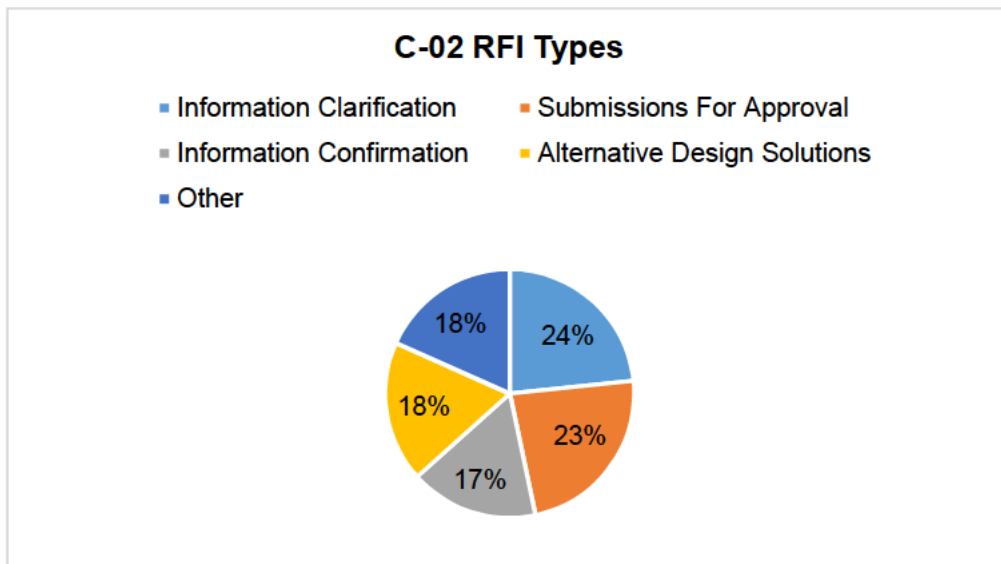 C-02 RFI Types
Information Clarification
Submissions For Approval
Information Confirmation
Alternative Design Solutions
Other
18%
24%
18%
23%
17%